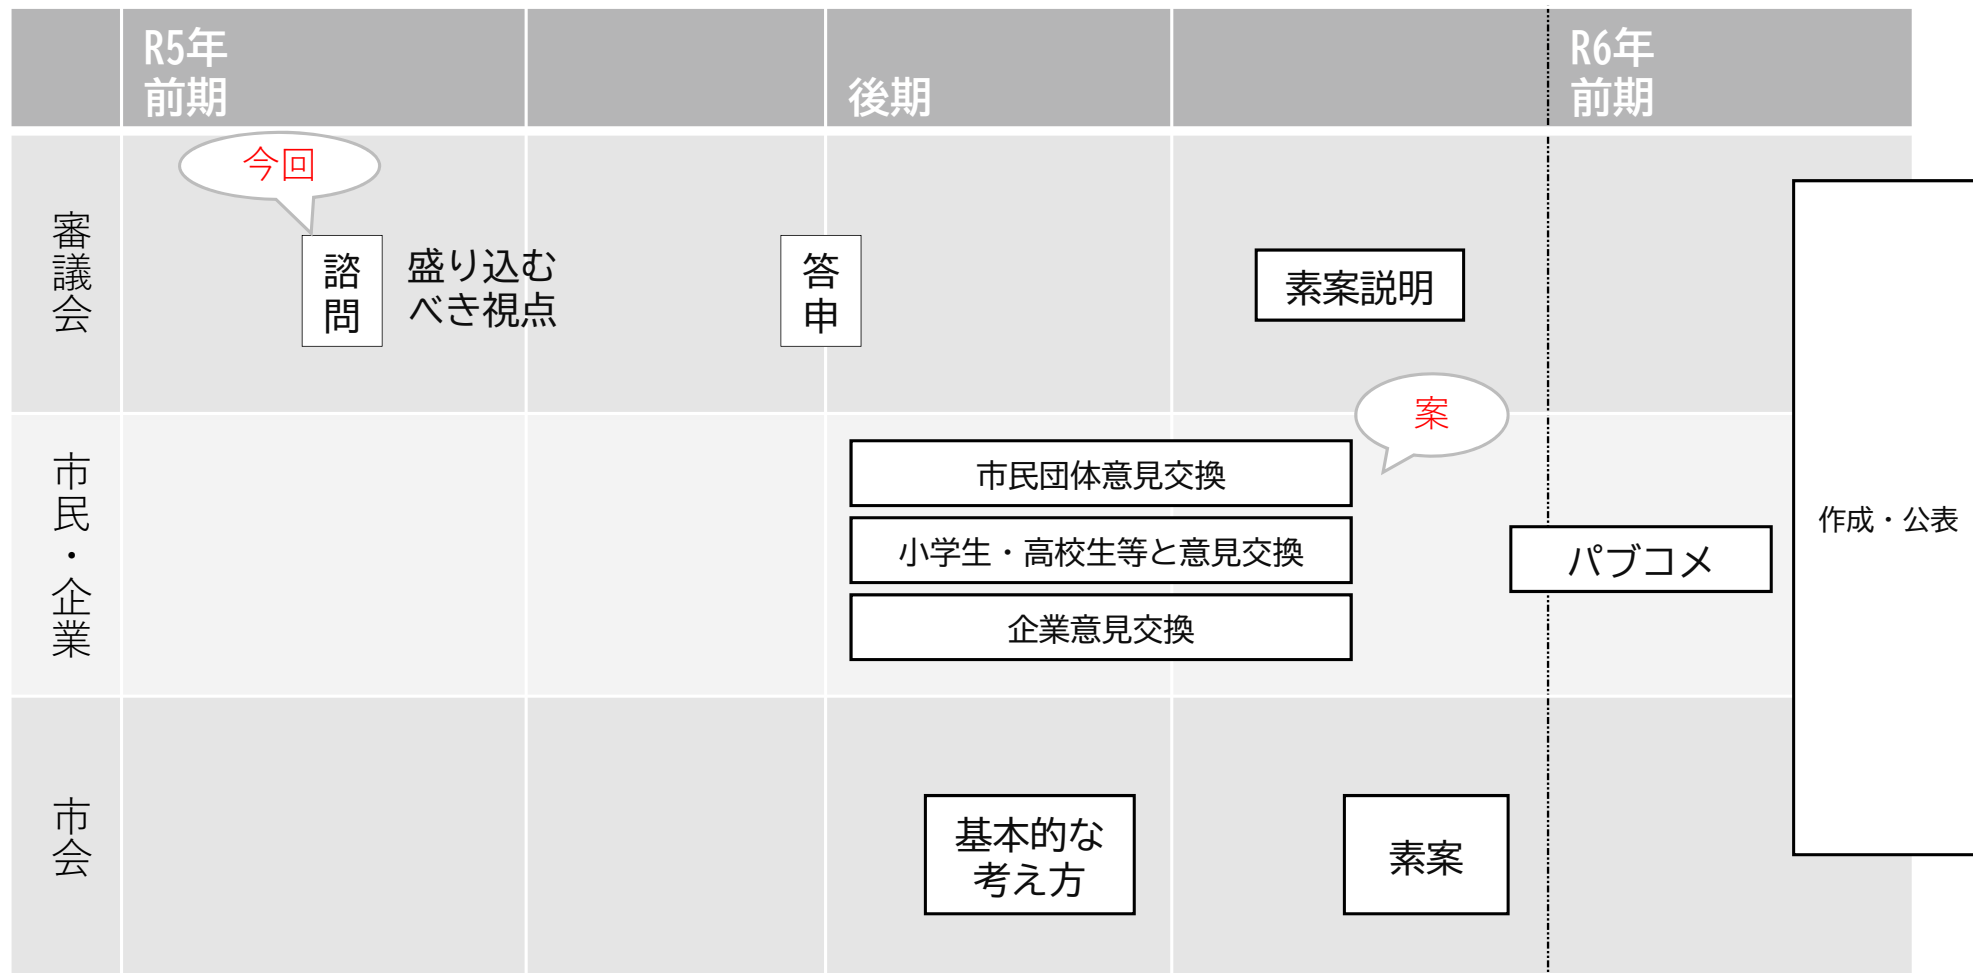 R5年
前期
後期
R6年
前期
審議会
今回
諮問
盛り込む
べき視点
答申
素案説明
市民・企業
案
市民団体意見交換
小学生・高校生等と意見交換
企業意見交換
パブコメ
作成・公表
市会
基本的な
考え方
素案